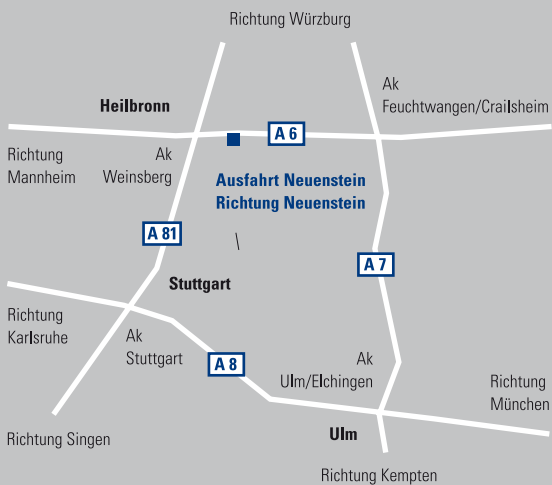 Richtung Würzburg
Ak
Feuchtwangen/Crailsheim
Heilbronn
A 6
Richtung
Mannheim
Ak
Weinsberg
Ausfahrt Neuenstein
Richtung Neuenstein
A 81
A 7
Stuttgart
Richtung
Karlsruhe
Ak
Stuttgart
A 8
Ak
Ulm/Elchingen
Richtung
München
Richtung Singen
Ulm
Richtung Kempten